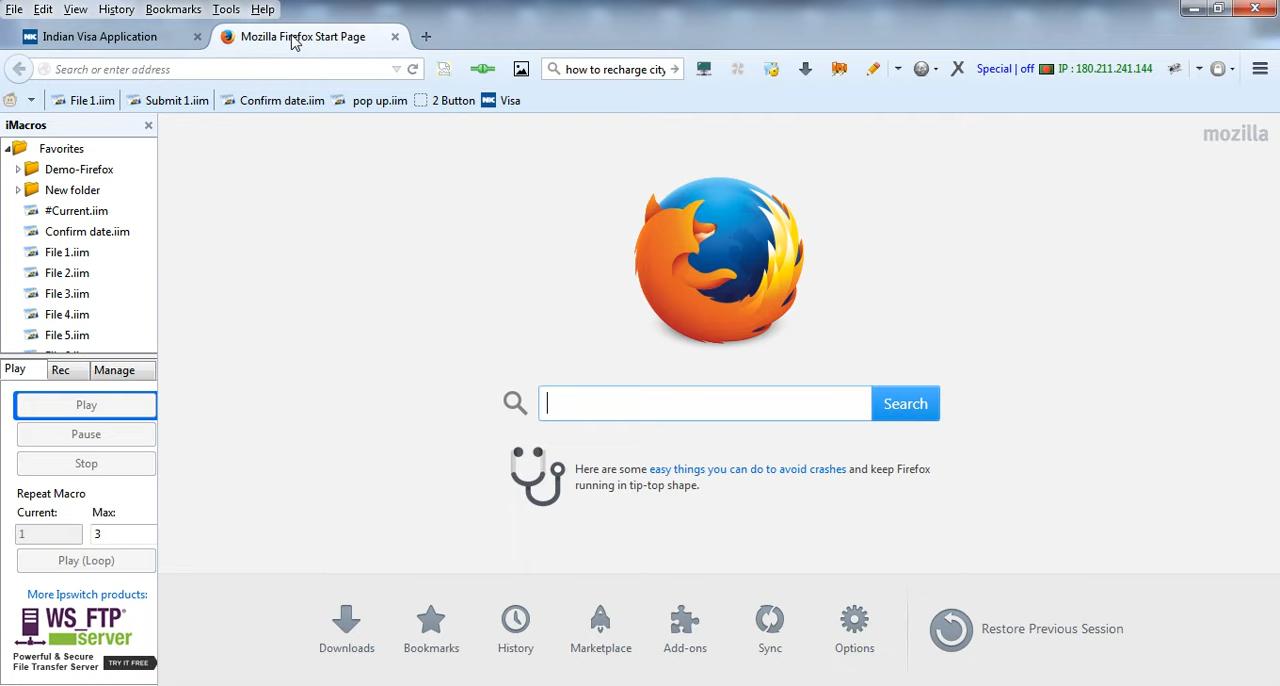 File Edit View History Bookmarks Tools Help
NK Indian Visa Application
Mozilla Firefox Start Page
Search or enter address
how to recharge city
Special | off
IP : 180.211.241.144
File 1.iim
Submit 1.iim
Confirm date.iim
pop up.iim
2 Button
NK Visa
iMacros
mozilla
Favorites
Demo-Firefox
New folder
#Current.iim
Confirm date.iim
File 1.iim
File 2.iim
File 3.iim
File 4.iim
File 5.iim
Search
Here are some easy things you can do to avoid crashes and keep Firefox
running in tip-top shape.
Play Rec Manage
Play
Pause
Stop
Repeat Macro
Current: Max:
1 3
Play (Loop)
More Ipswitch products:
WS_FTP
server
Powerful & Secure
File Transfer Server
TRY IT FREE
Downloads
Bookmarks
History
Marketplace
Add-ons
Sync
Options
Restore Previous Session